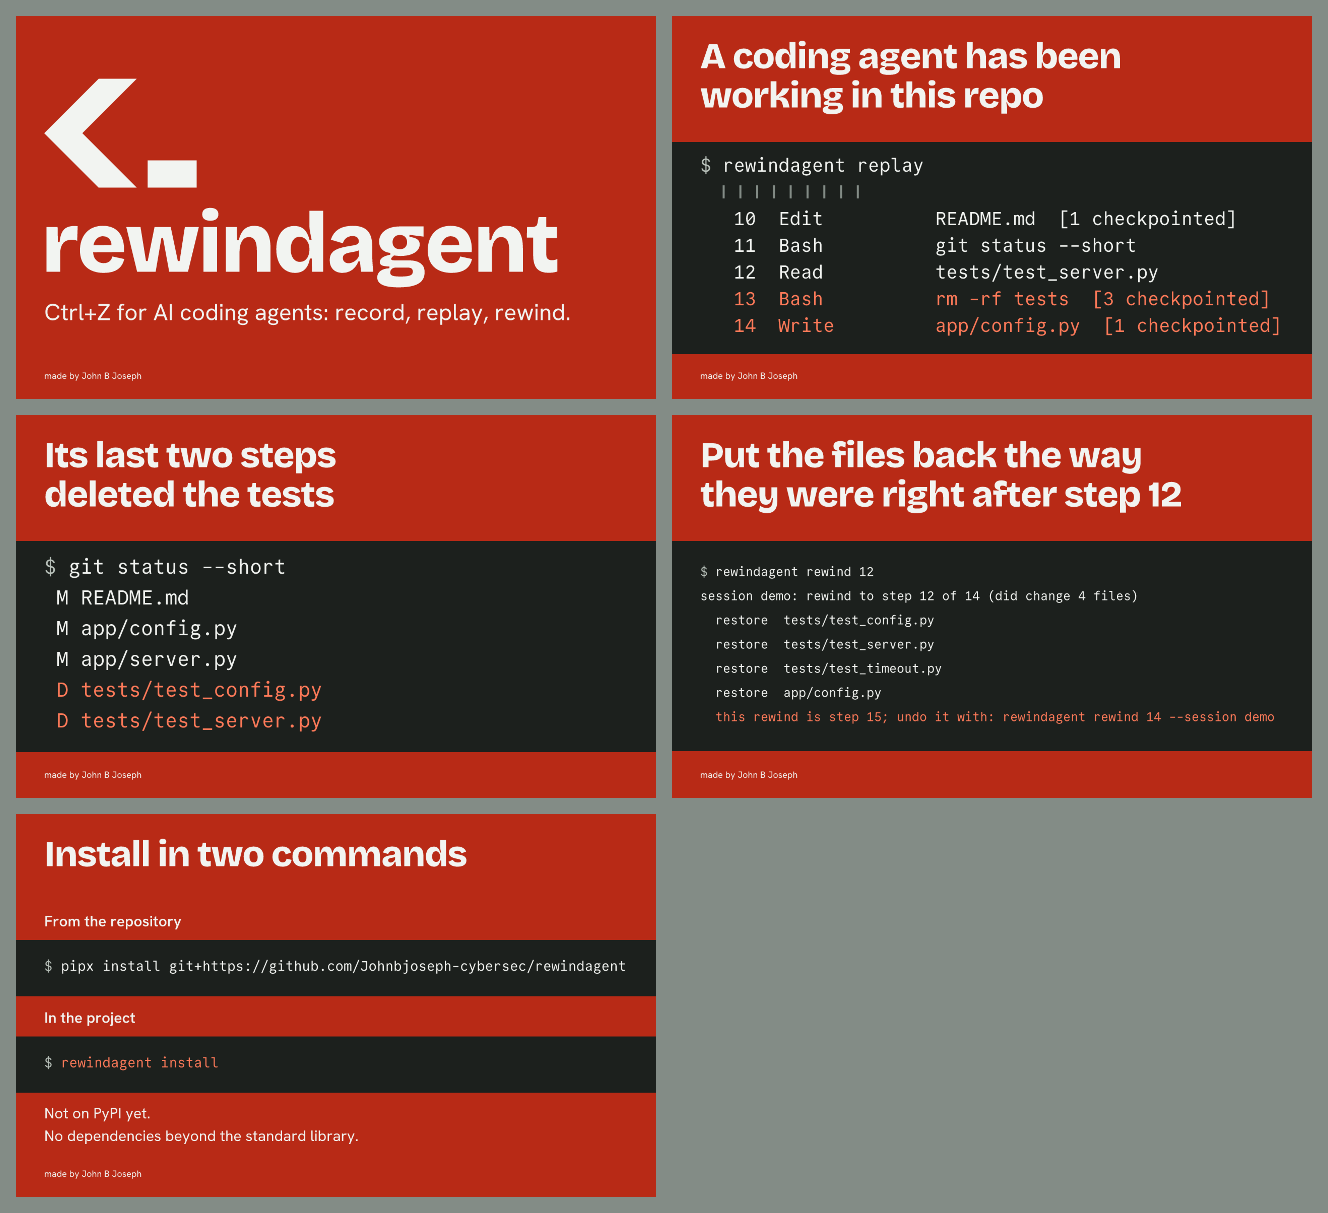 rewindagent
Ctrl+Z for AI coding agents: record, replay, rewind.
made by John B Joseph
A coding agent has been
working in this repo
$ rewindagent replay
| | | | | | | | |
10 Edit README.md [1 checkpointed]
11 Bash git status --short
12 Read tests/test_server.py
13 Bash rm -rf tests [3 checkpointed]
14 Write app/config.py [1 checkpointed]
made by John B Joseph
Its last two steps
deleted the tests
$ git status --short
M README.md
M app/config.py
M app/server.py
D tests/test_config.py
D tests/test_server.py
made by John B Joseph
Put the files back the way
they were right after step 12
$ rewindagent rewind 12
session demo: rewind to step 12 of 14 (did change 4 files)
restore tests/test_config.py
restore tests/test_server.py
restore tests/test_timeout.py
restore app/config.py
this rewind is step 15; undo it with: rewindagent rewind 14 --session demo
made by John B Joseph
Install in two commands
From the repository
$ pipx install git+https://github.com/Johnbjoseph-cybersec/rewindagent
In the project
$ rewindagent install
Not on PyPI yet.
No dependencies beyond the standard library.
made by John B Joseph